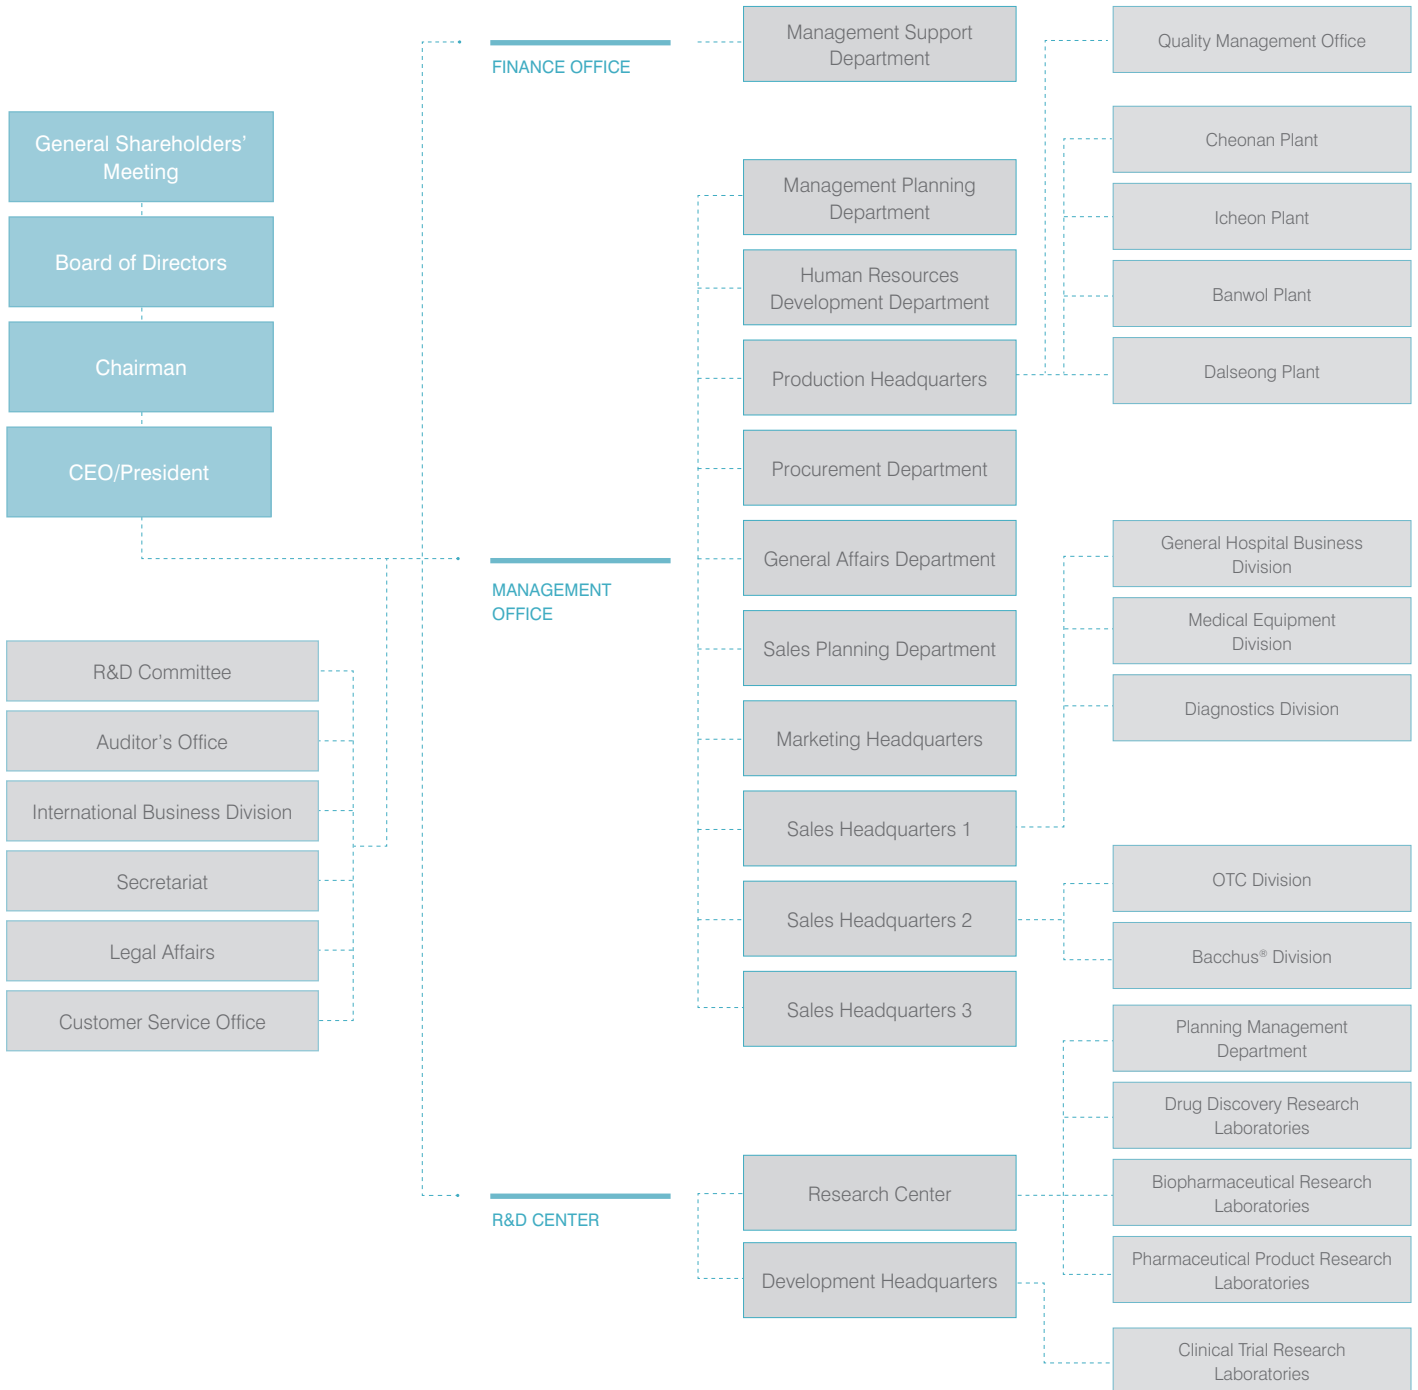 General Shareholders’
Meeting
Board of Directors
Chairman
CEO/President
R&D Committee
Auditor’s Office
International Business Division
Secretariat
Legal Affairs
Customer Service Office
FINANCE OFFICE
Management Support
Department
MANAGEMENT
OFFICE
Management Planning
Department
Human Resources
Development Department
Production Headquarters
Procurement Department
General Affairs Department
Sales Planning Department
Marketing Headquarters
Sales Headquarters 1
Sales Headquarters 2
Sales Headquarters 3
R&D CENTER
Research Center
Development Headquarters
Quality Management Office
Cheonan Plant
Icheon Plant
Banwol Plant
Dalseong Plant
General Hospital Business
Division
Medical Equipment
Division
Diagnostics Division
OTC Division
Bacchus® Division
Planning Management
Department
Drug Discovery Research
Laboratories
Biopharmaceutical Research
Laboratories
Pharmaceutical Product Research
Laboratories
Clinical Trial Research
Laboratories